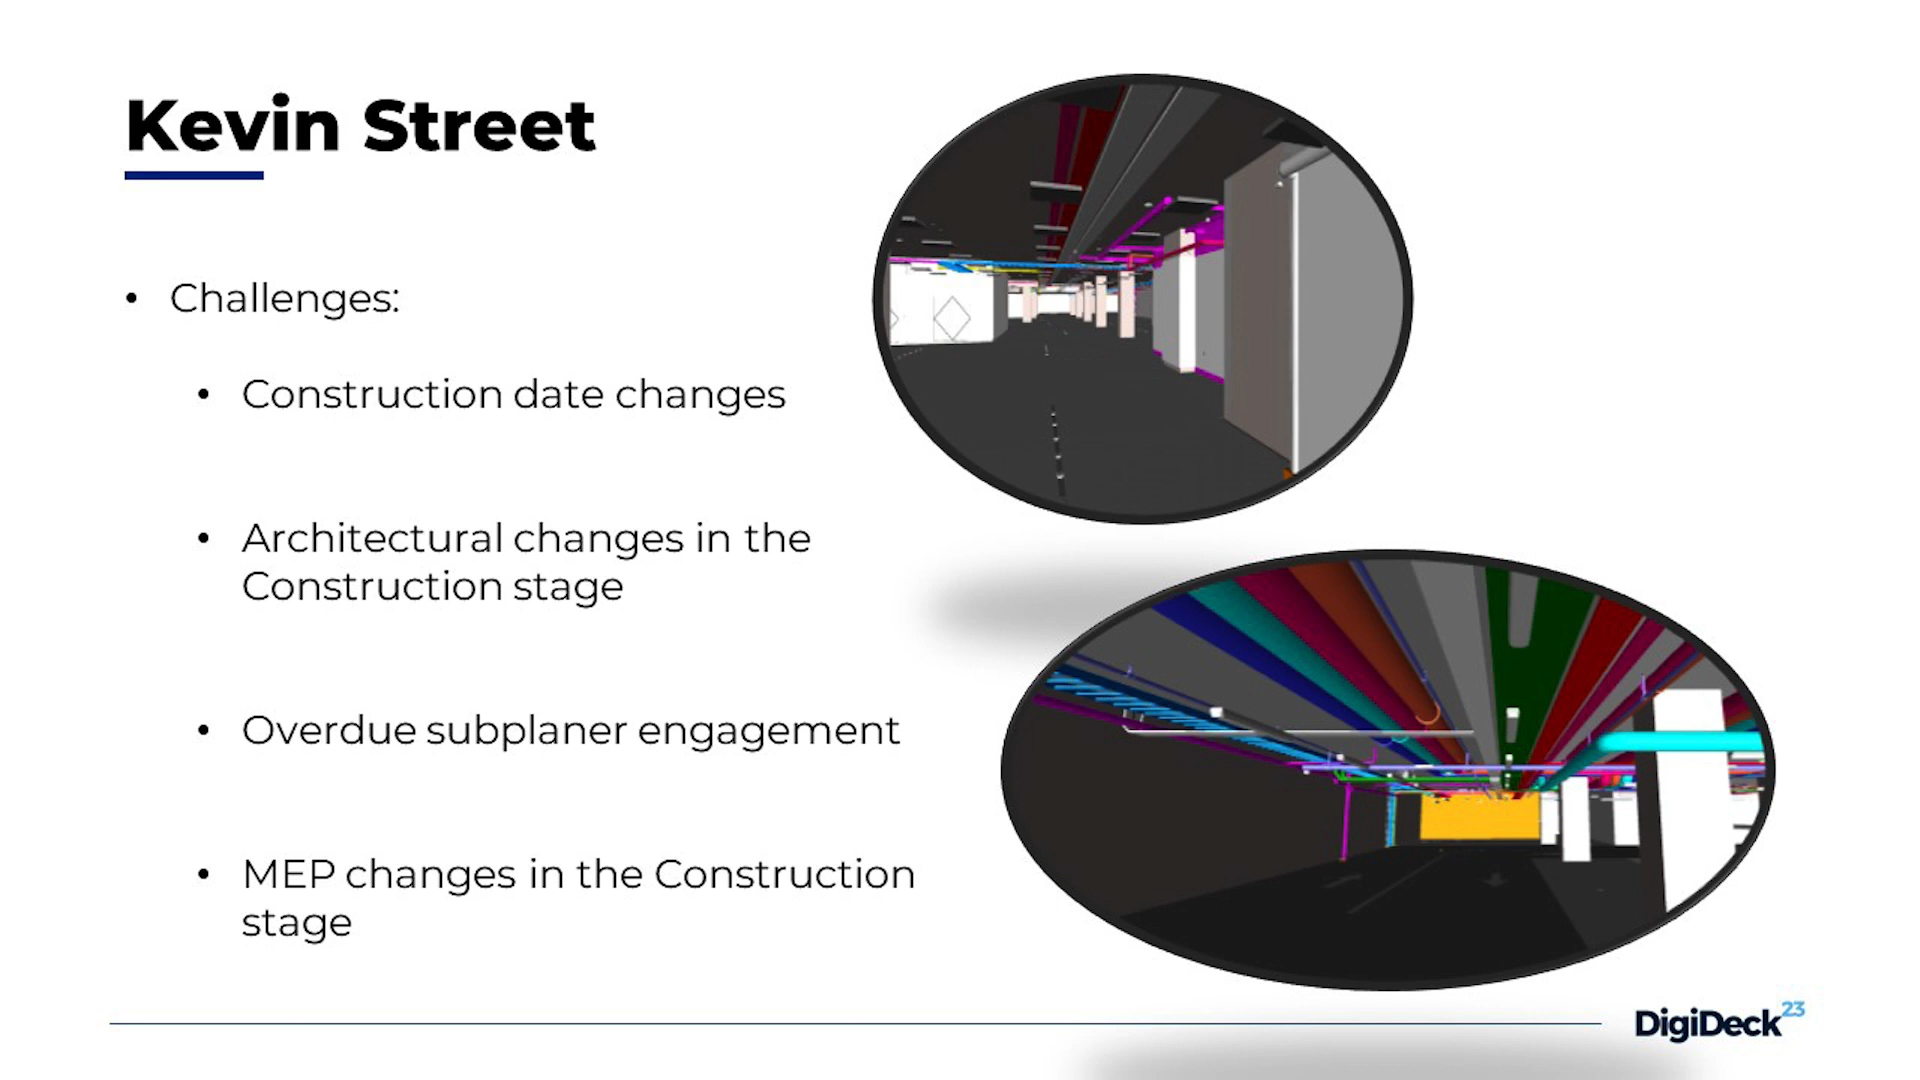 Kevin Street
• Challenges:
• Construction date changes
• Architectural changes in the
Construction stage
• Overdue subplaner engagement
• MEP changes in the Construction
stage
DigiDeck23